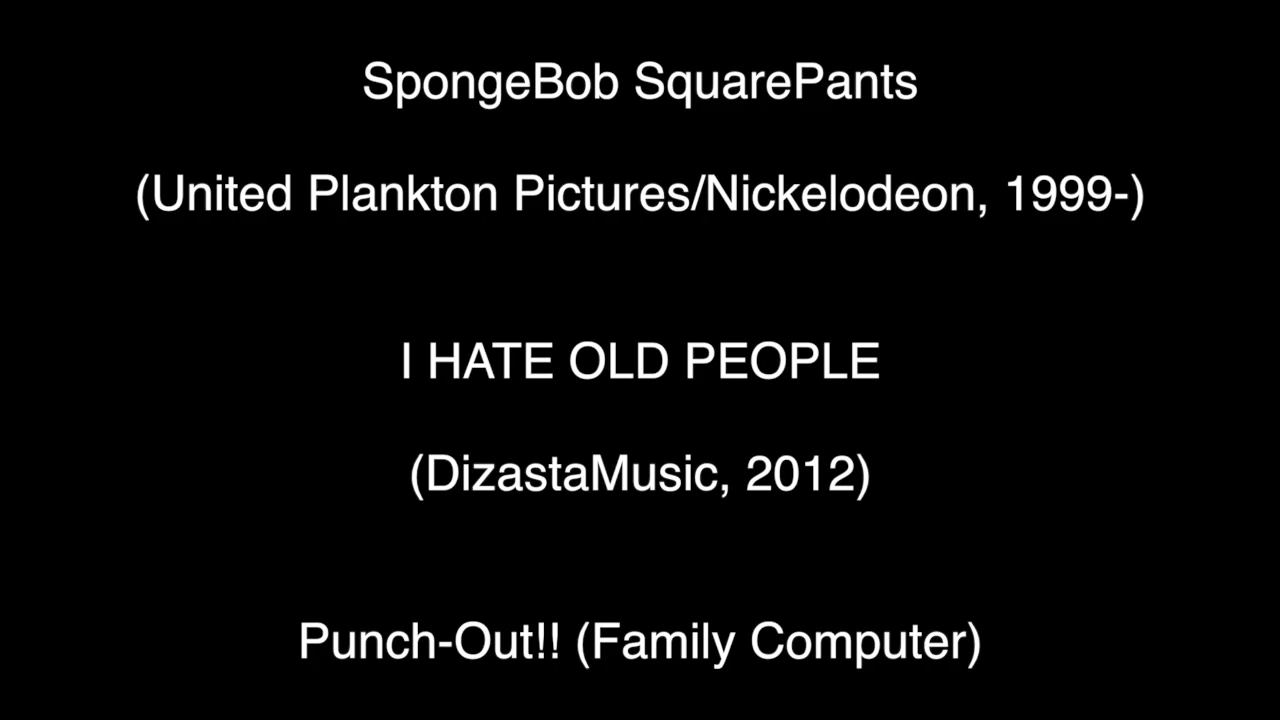 SpongeBob SquarePants
(United Plankton Pictures/Nickelodeon, 1999-)
I HATE OLD PEOPLE
(DizastaMusic, 2012)
Punch-Out!! (Family Computer)